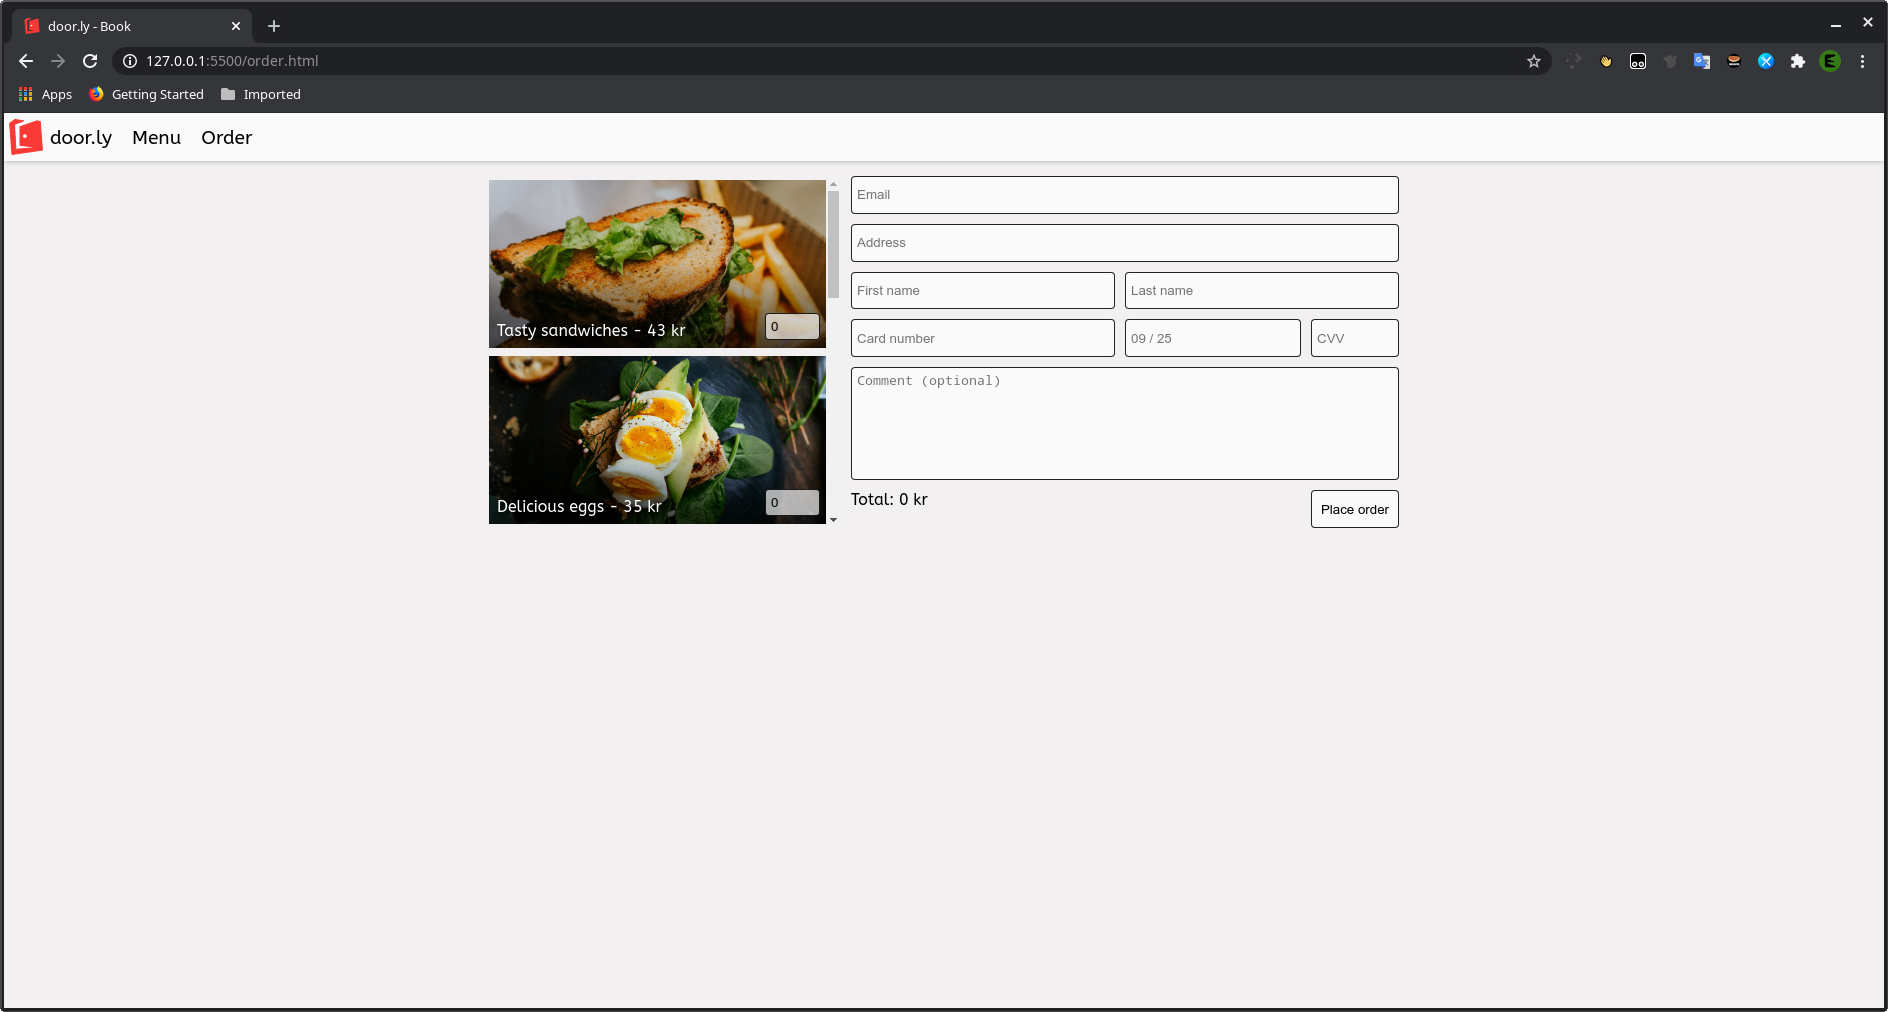 door.ly - Book
127.0.0.1:5500/order.html
Apps Getting Started Imported
door.ly Menu Order
Tasty sandwiches - 43 kr 0
Delicious eggs - 35 kr 0
Email
Address
First name Last name
Card number 09 / 25 CVV
Comment (optional)
Total: 0 kr Place order